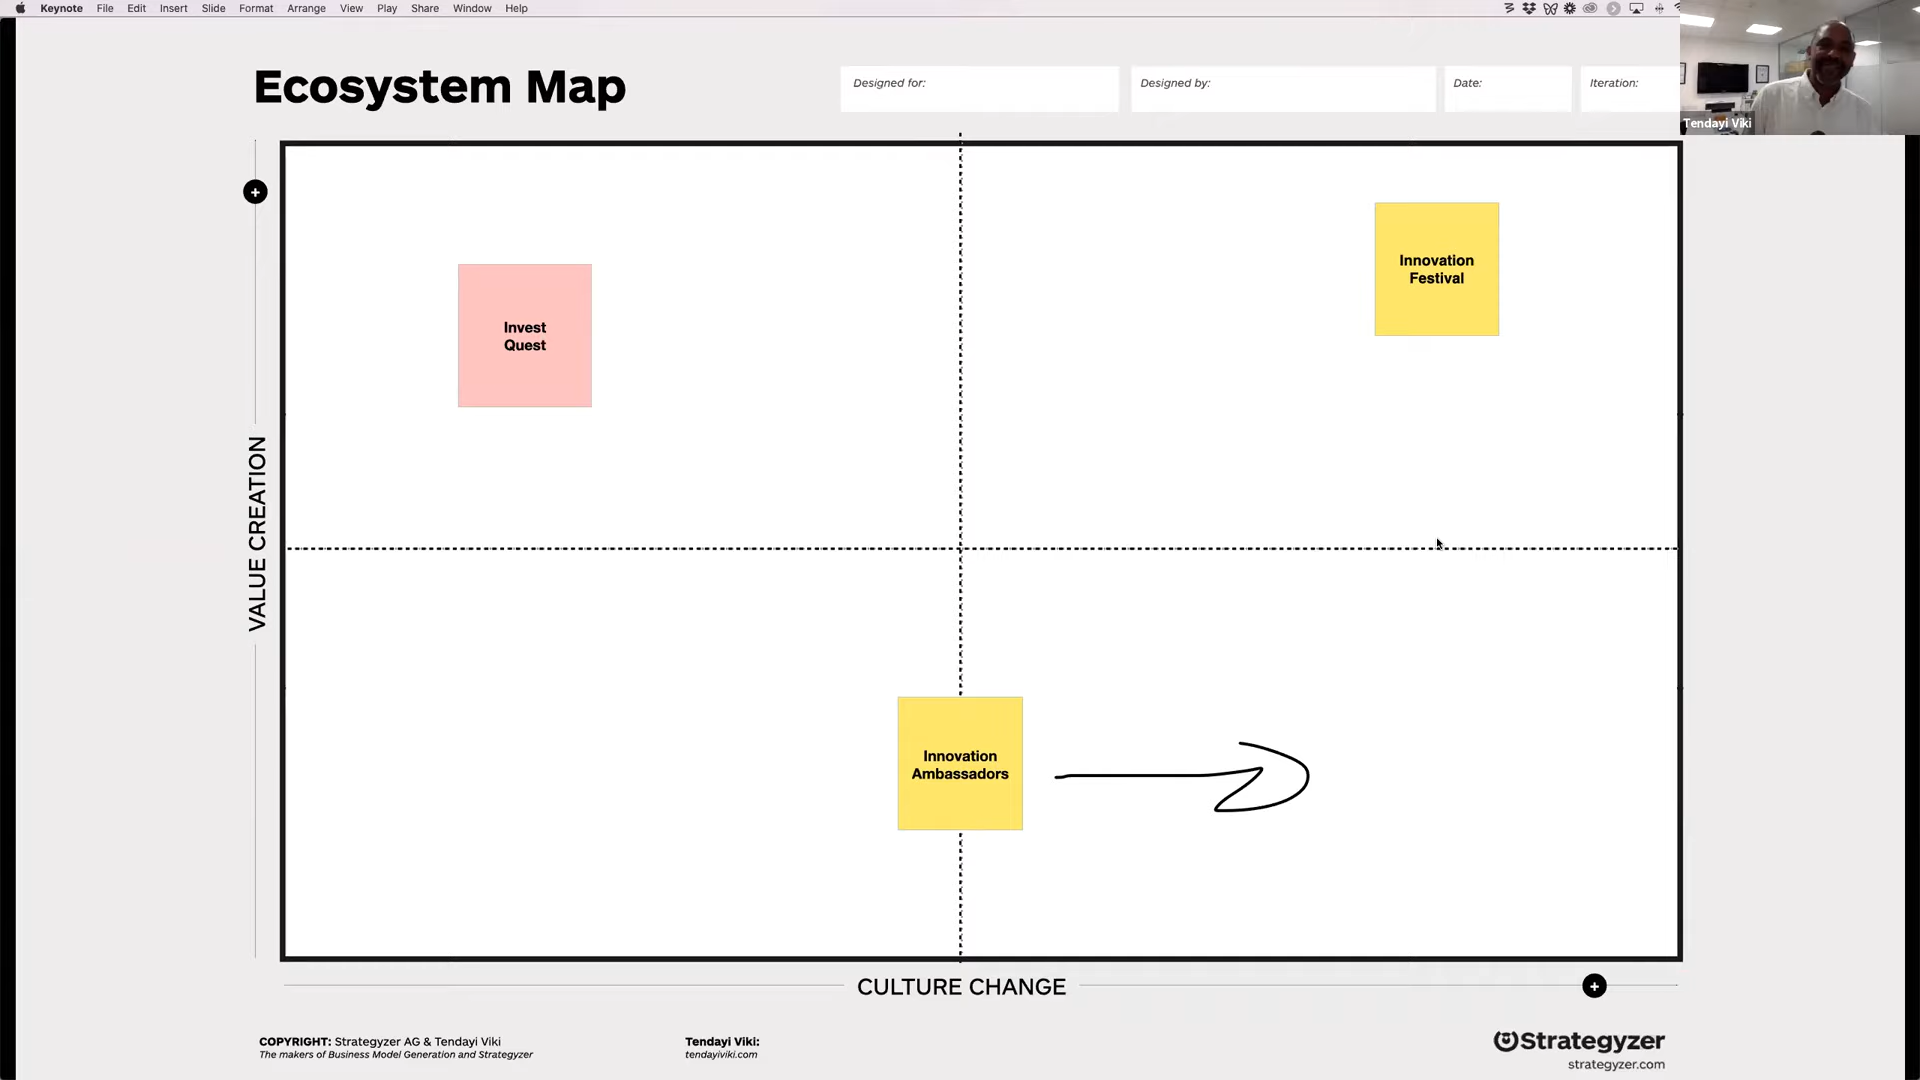 Keynote File Edit Insert Slide Format Arrange View Play Share Window Help
Ecosystem Map
Designed for:
Designed by:
Date:
Iteration:
Tendayi Viki
+
Innovation
Festival
Invest
Quest
VALUE CREATION
Innovation
Ambassadors
CULTURE CHANGE
+
COPYRIGHT: Strategyzer AG & Tendayi Viki
The makers of Business Model Generation and Strategyzer
Tendayi Viki:
tendayiviki.com
Strategyzer
strategyzer.com